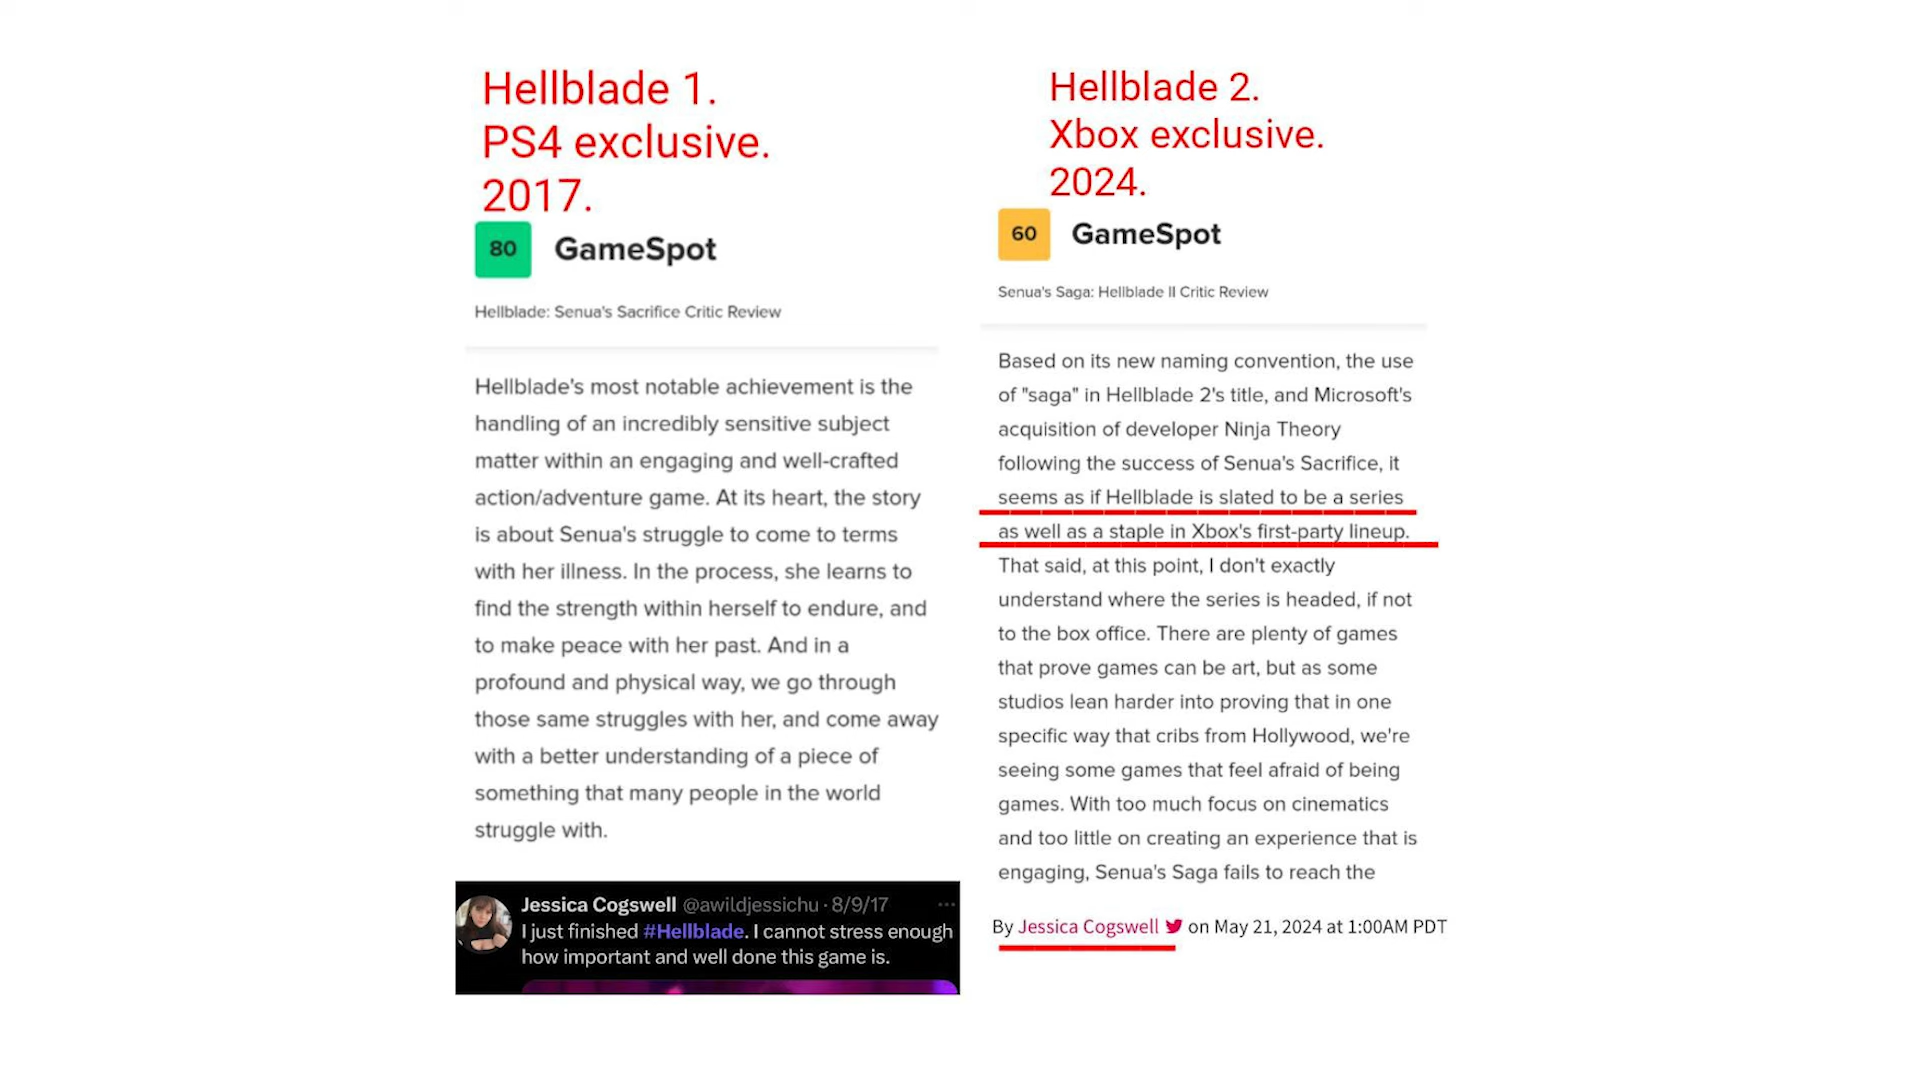 Hellblade 1.
PS4 exclusive.
2017.
80 GameSpot
Hellblade: Senua's Sacrifice Critic Review
Hellblade's most notable achievement is the
handling of an incredibly sensitive subject
matter within an engaging and well-crafted
action/adventure game. At its heart, the story
is about Senua's struggle to come to terms
with her illness. In the process, she learns to
find the strength within herself to endure, and
to make peace with her past. And in a
profound and physical way, we go through
those same struggles with her, and come away
with a better understanding of a piece of
something that many people in the world
struggle with.
Jessica Cogswell @awildjessichu · 8/9/17 ...
I just finished #Hellblade. I cannot stress enough
how important and well done this game is.
Hellblade 2.
Xbox exclusive.
2024.
60 GameSpot
Senua's Saga: Hellblade II Critic Review
Based on its new naming convention, the use
of "saga" in Hellblade 2's title, and Microsoft's
acquisition of developer Ninja Theory
following the success of Senua's Sacrifice, it
seems as if Hellblade is slated to be a series
as well as a staple in Xbox's first-party lineup.
That said, at this point, I don't exactly
understand where the series is headed, if not
to the box office. There are plenty of games
that prove games can be art, but as some
studios lean harder into proving that in one
specific way that cribs from Hollywood, we're
seeing some games that feel afraid of being
games. With too much focus on cinematics
and too little on creating an experience that is
engaging, Senua's Saga fails to reach the
By Jessica Cogswell on May 21, 2024 at 1:00AM PDT